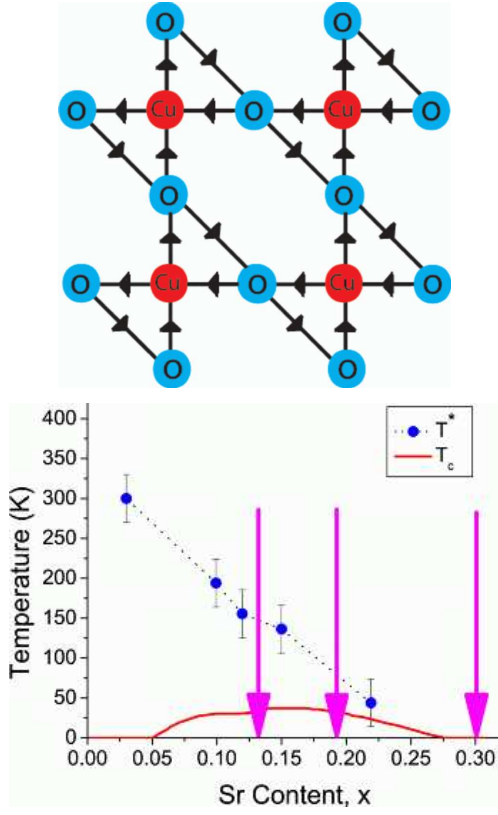 O O
O Cu O Cu O
O O
O Cu O Cu O
O O
400
350
300
250
200
150
100
50
0
Temperature (K)
T*
Tc
0.00 0.05 0.10 0.15 0.20 0.25 0.30
Sr Content, x